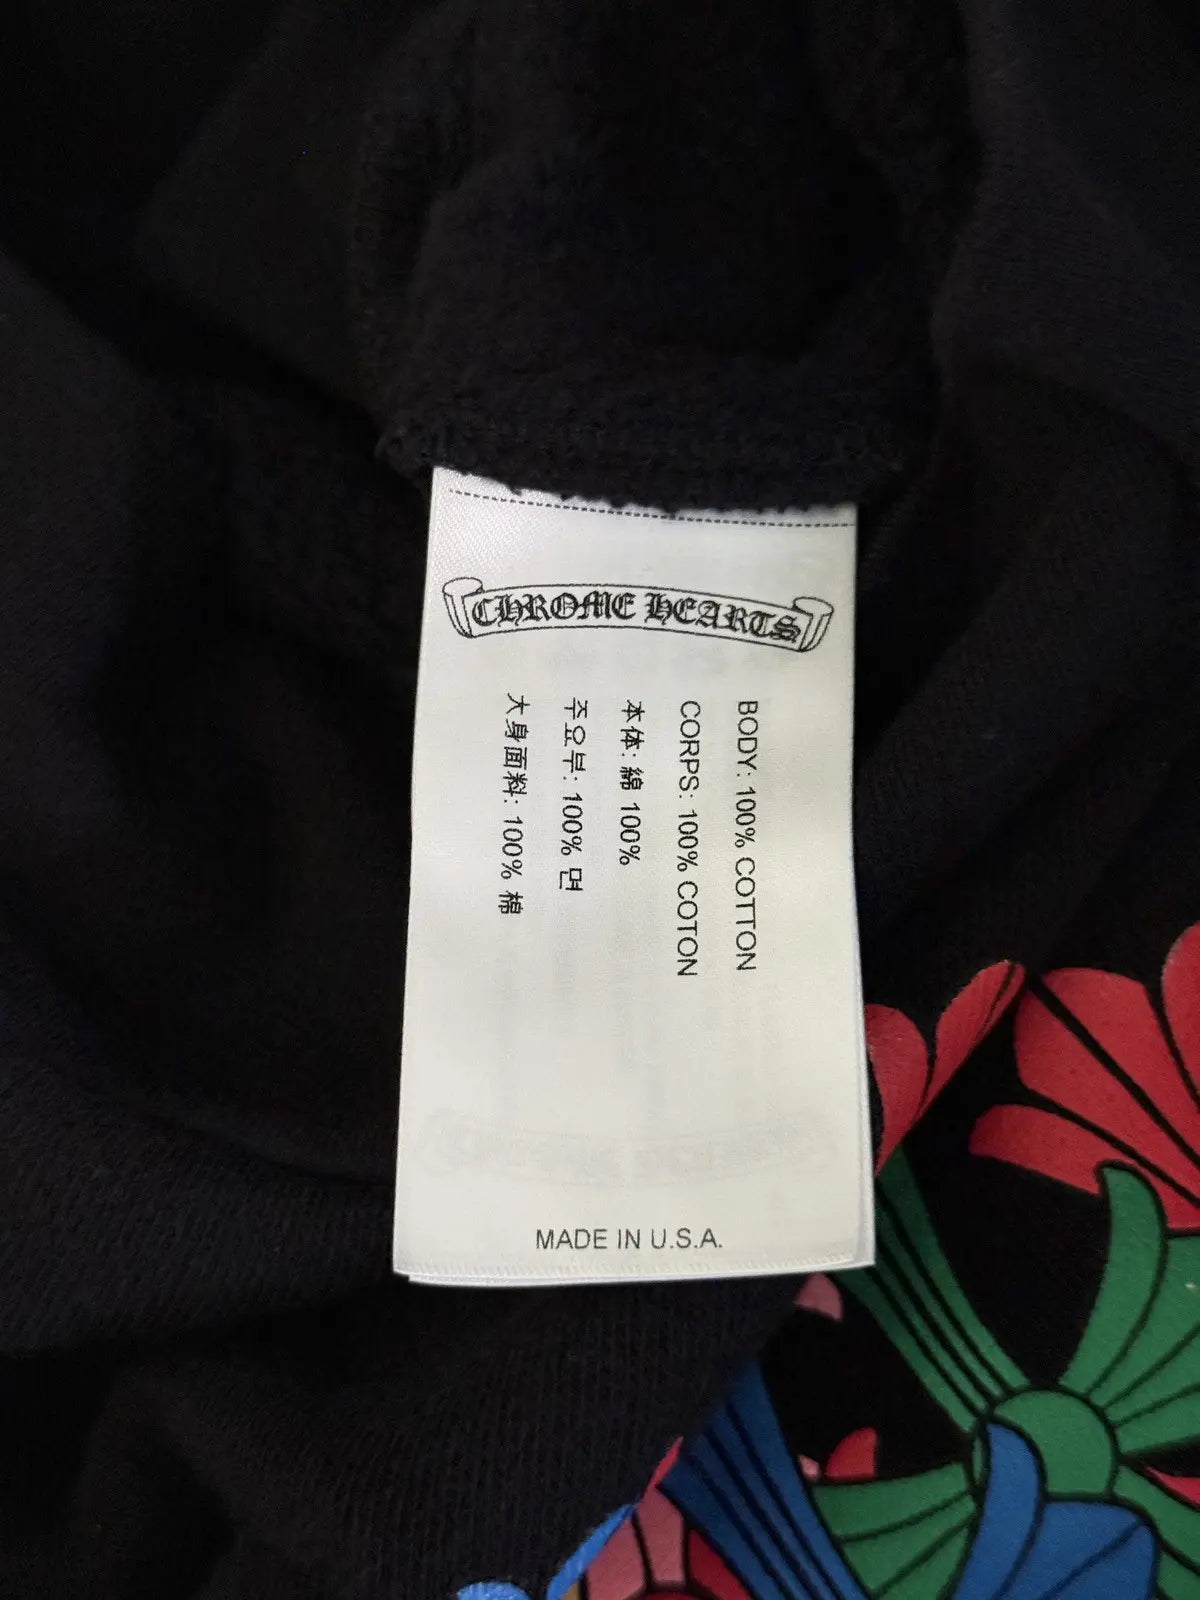 CHROME HEARTS
BODY: 100% COTTON
CORPS: 100% COTON
本体: 綿 100%
주요부: 100% 면
大身面料: 100% 棉
MADE IN U.S.A.